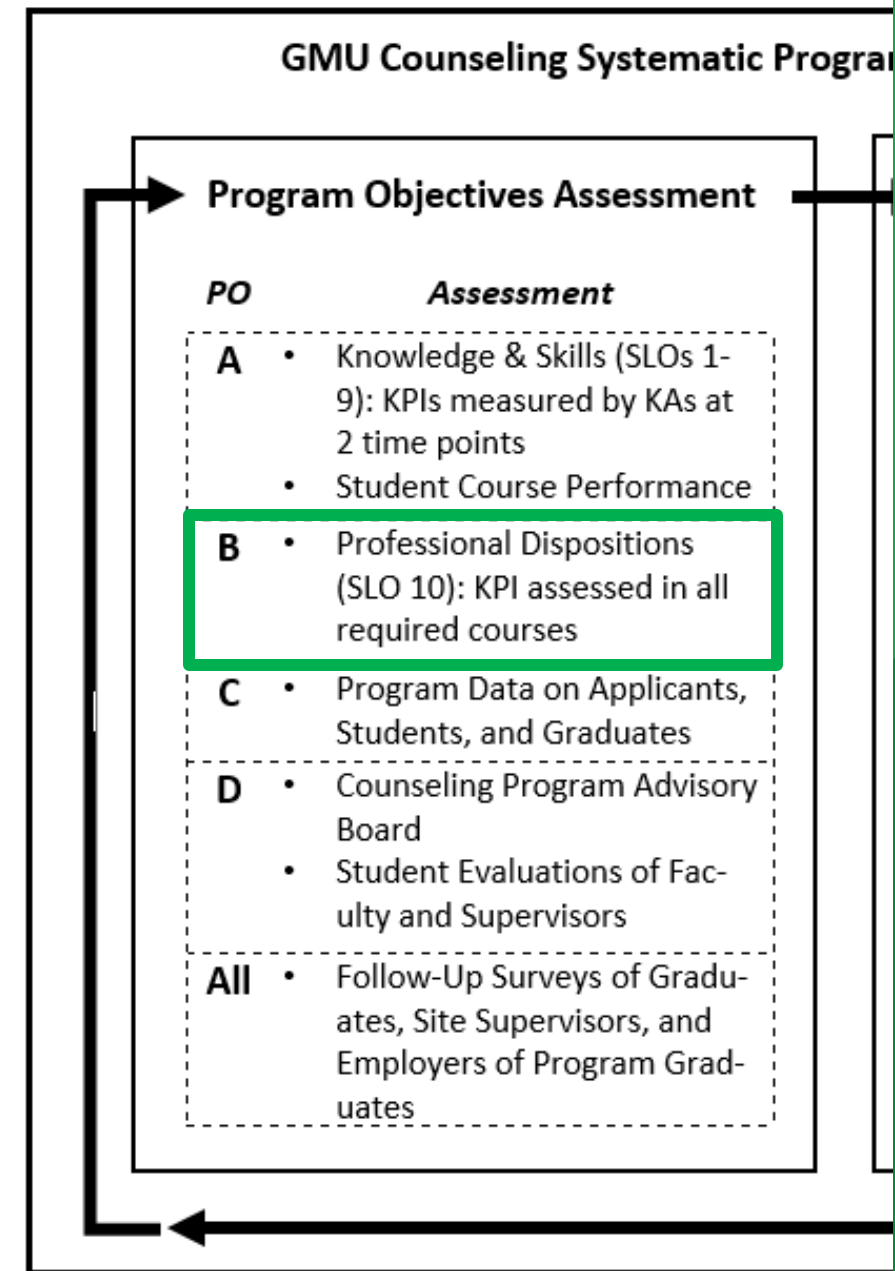 GMU Counseling Systematic
Program Objectives Assessment
PO Assessment
A • Knowledge & Skills (SLOs 1-
9): KPIs measured by KAs at
2 time points
• Student Course Performance
B • Professional Dispositions
(SLO 10): KPI assessed in all
required courses
C • Program Data on Applicants,
Students, and Graduates
D • Counseling Program Advisory
Board
• Student Evaluations of Fac-
ulty and Supervisors
All • Follow-Up Surveys of Gradu-
ates, Site Supervisors, and
Employers of Program Grad-
uates